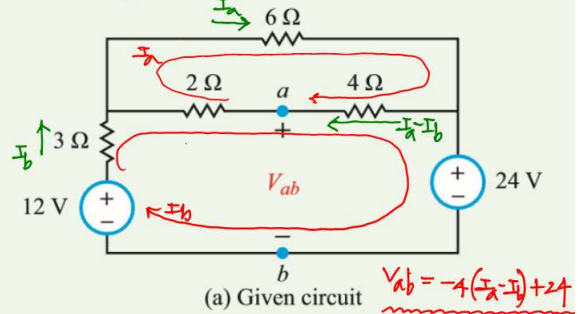 Ia
6 Ω
Ia
2 Ω
a
4 Ω
Ib
3 Ω
+
Ia-Ib
12 V
+
−
Ib
Vab
+
−
24 V
−
b
(a) Given circuit
Vab = -4(Ia-Ib)+24